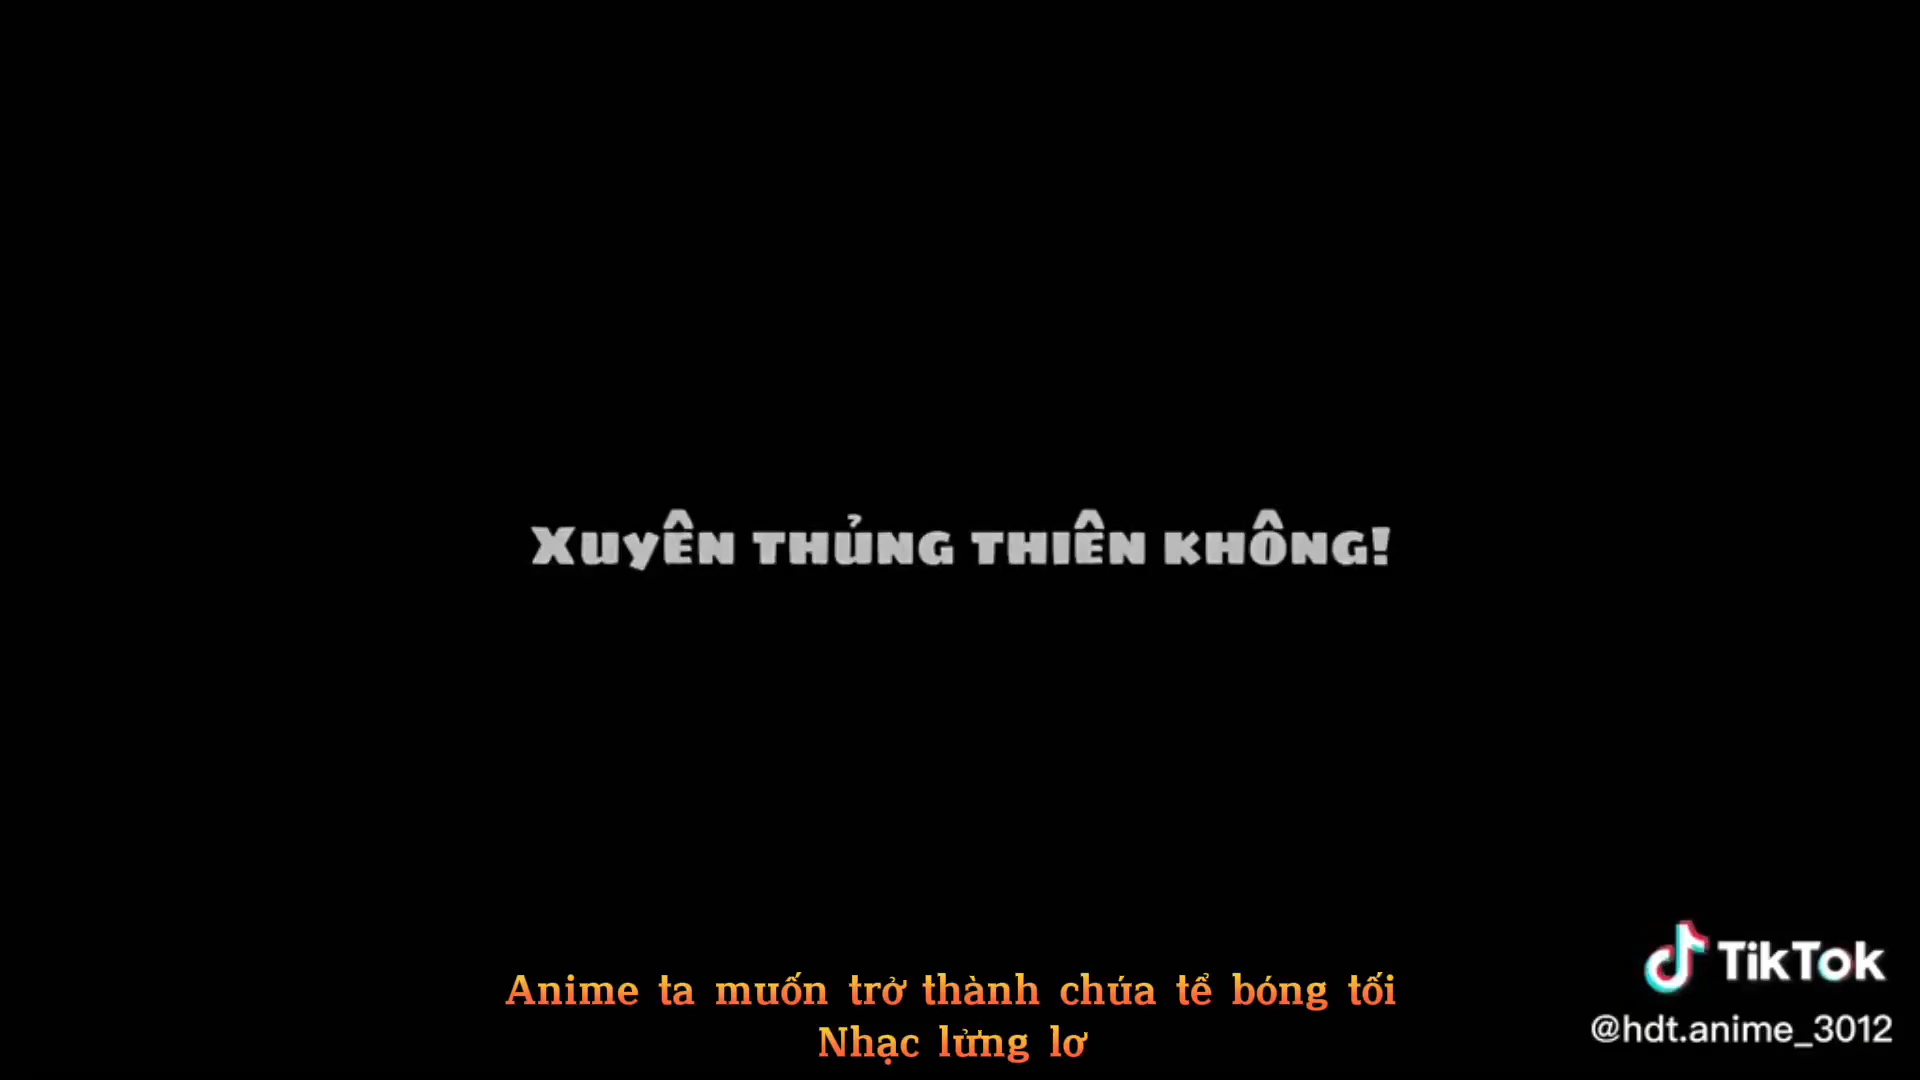 Xuyên thủng thiên không!
Anime ta muốn trở thành chúa tể bóng tối
Nhạc lửng lơ
TikTok
@hdt.anime_3012